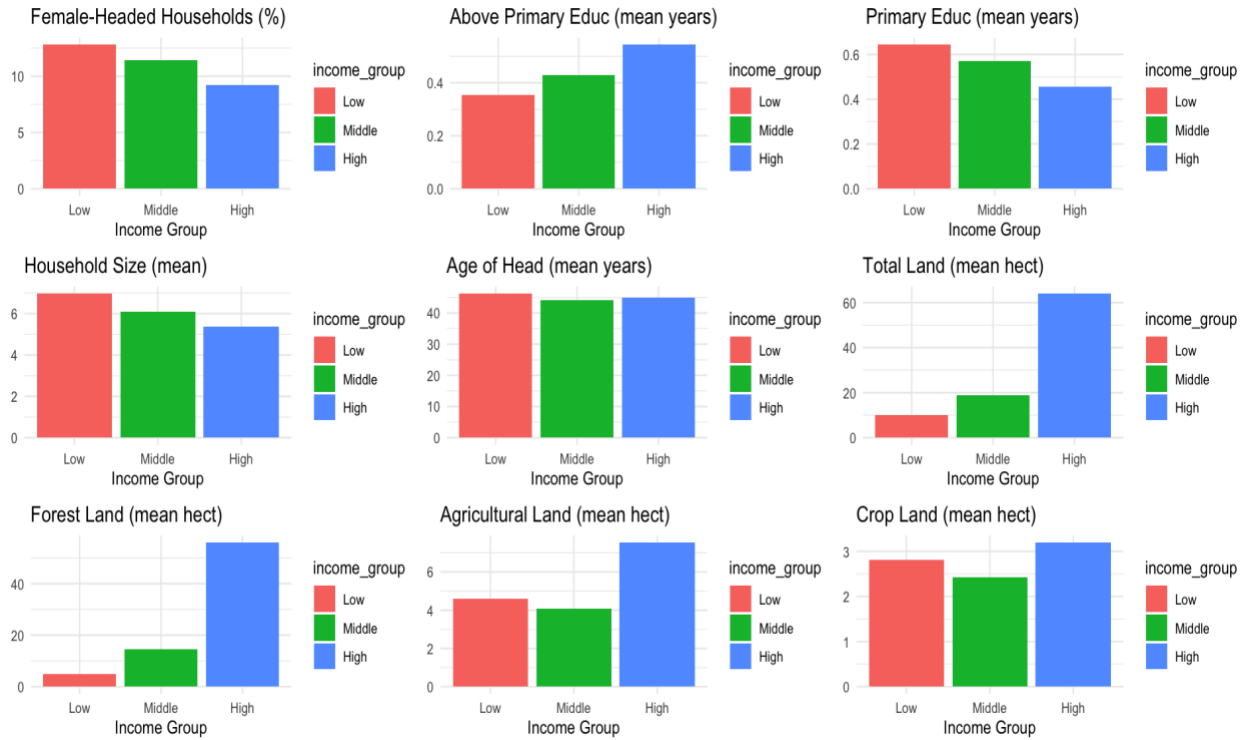 Female-Headed Households (%)
10
5
0
Low
Middle
High
Income Group
income_group
Low
Middle
High
Above Primary Educ (mean years)
0.4
0.2
0.0
Low
Middle
High
Income Group
income_group
Low
Middle
High
Primary Educ (mean years)
0.6
0.4
0.2
0.0
Low
Middle
High
Income Group
income_group
Low
Middle
High
Household Size (mean)
6
4
2
0
Low
Middle
High
Income Group
income_group
Low
Middle
High
Age of Head (mean years)
40
30
20
10
0
Low
Middle
High
Income Group
income_group
Low
Middle
High
Total Land (mean hect)
60
40
20
0
Low
Middle
High
Income Group
income_group
Low
Middle
High
Forest Land (mean hect)
40
20
0
Low
Middle
High
Income Group
income_group
Low
Middle
High
Agricultural Land (mean hect)
6
4
2
0
Low
Middle
High
Income Group
income_group
Low
Middle
High
Crop Land (mean hect)
3
2
1
0
Low
Middle
High
Income Group
income_group
Low
Middle
High